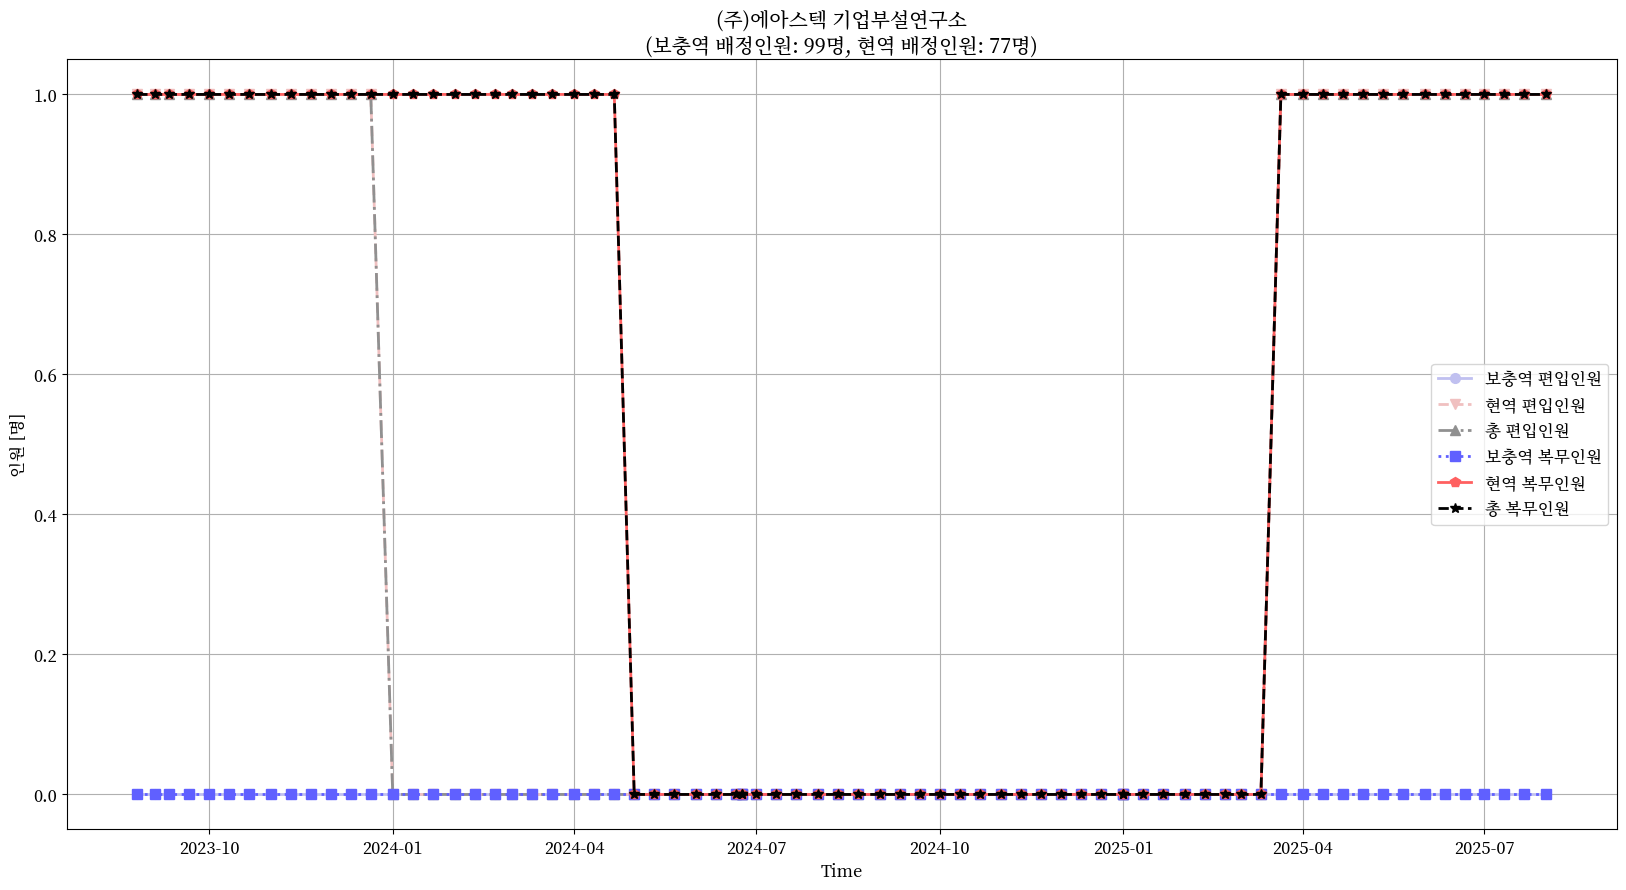 (주)에아스텍 기업부설연구소
(보충역 배정인원: 99명, 현역 배정인원: 77명)
1.0
0.8
0.6
0.4
0.2
0.0
인원 [명]
보충역 편입인원
현역 편입인원
총 편입인원
보충역 복무인원
현역 복무인원
총 복무인원
2023-10
2024-01
2024-04
2024-07
2024-10
2025-01
2025-04
2025-07
Time